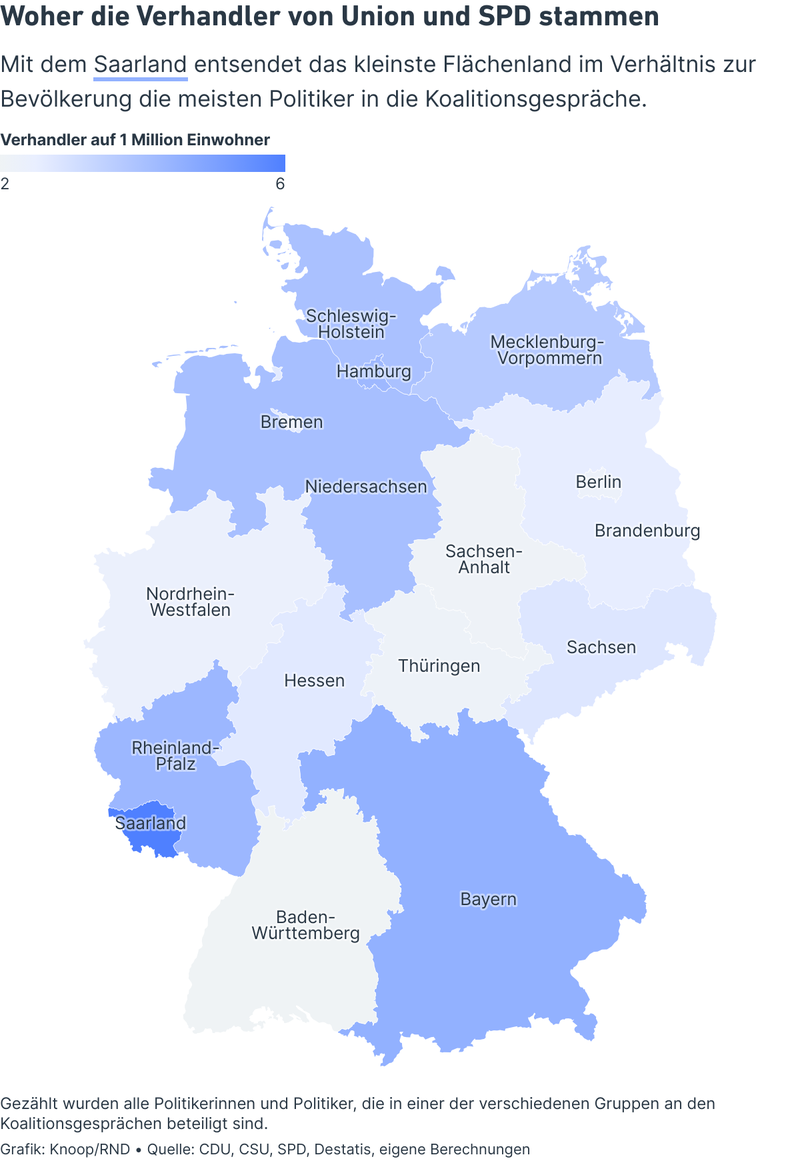 Woher die Verhandler von Union und SPD stammen
Mit dem Saarland entsendet das kleinste Flächenland im Verhältnis zur
Bevölkerung die meisten Politiker in die Koalitionsgespräche.
Verhandler auf 1 Million Einwohner
2 6
Schleswig-
Holstein
Mecklenburg-
Vorpommern
Hamburg
Bremen
Niedersachsen
Berlin
Brandenburg
Sachsen-
Anhalt
Nordrhein-
Westfalen
Sachsen
Thüringen
Hessen
Rheinland-
Pfalz
Saarland
Bayern
Baden-
Württemberg
Gezählt wurden alle Politikerinnen und Politiker, die in einer der verschiedenen Gruppen an den
Koalitionsgesprächen beteiligt sind.
Grafik: Knoop/RND • Quelle: CDU, CSU, SPD, Destatis, eigene Berechnungen